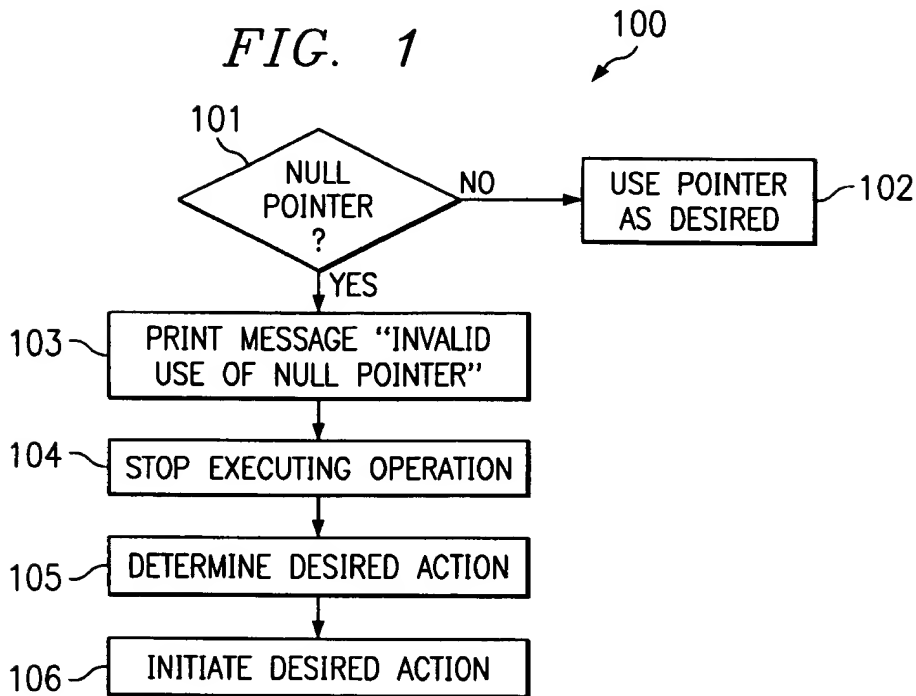 FIG. 1
100
101
NULL
POINTER
?
NO
USE POINTER
AS DESIRED
102
YES
103
PRINT MESSAGE “INVALID
USE OF NULL POINTER”
104
STOP EXECUTING OPERATION
105
DETERMINE DESIRED ACTION
106
INITIATE DESIRED ACTION